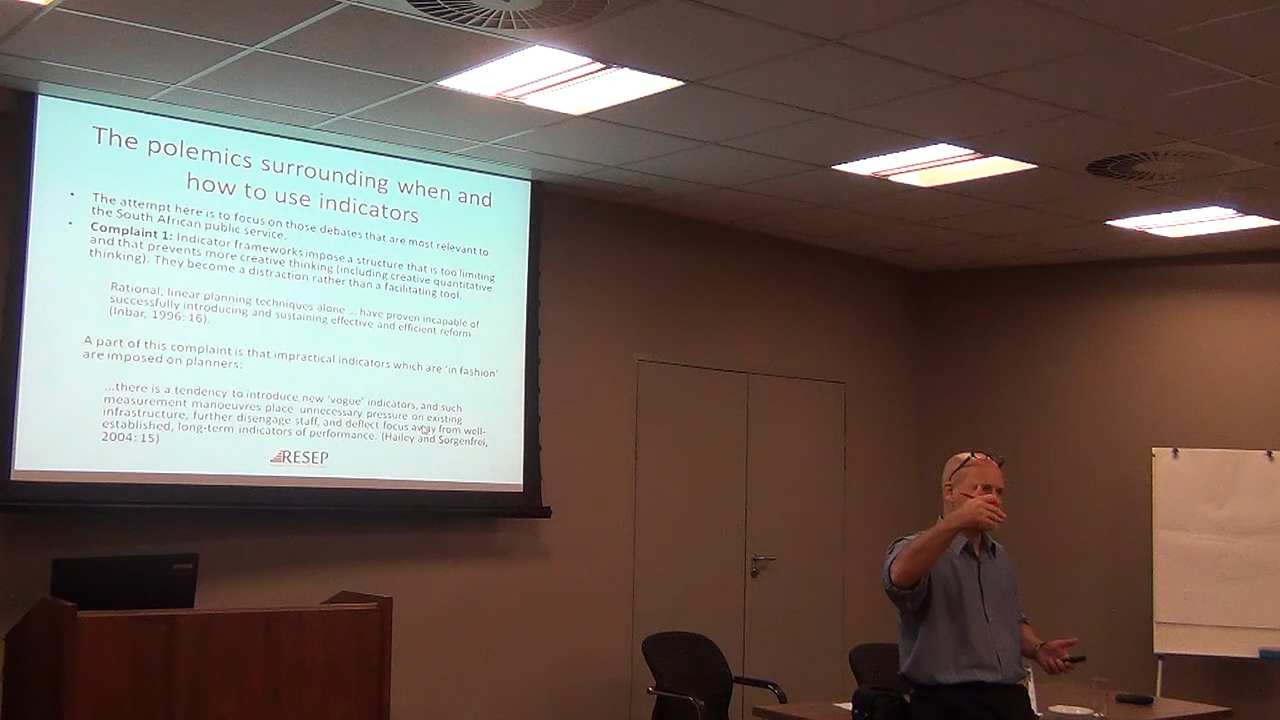 The polemics surrounding when and
how to use indicators
• The attempt here is to focus on those debates that are most relevant to
the South African public service.
• Complaint 1: Indicator frameworks impose a structure that is too limiting
and that prevents more creative thinking (including creative quantitative
thinking). They become a distraction rather than a facilitating tool.
Rational, linear planning techniques alone ... have proven incapable of
successfully introducing and sustaining effective and efficient reform
(Inbar, 1996: 16).
A part of this complaint is that impractical indicators which are 'in fashion'
are imposed on planners:
...there is a tendency to introduce new 'vogue' indicators, and such
measurement manoeuvres place unnecessary pressure on existing
infrastructure, further disengage staff, and deflect focus away from well-
established, long-term indicators of performance. (Hailey and Sorgenfrei,
2004: 15)
RESEP